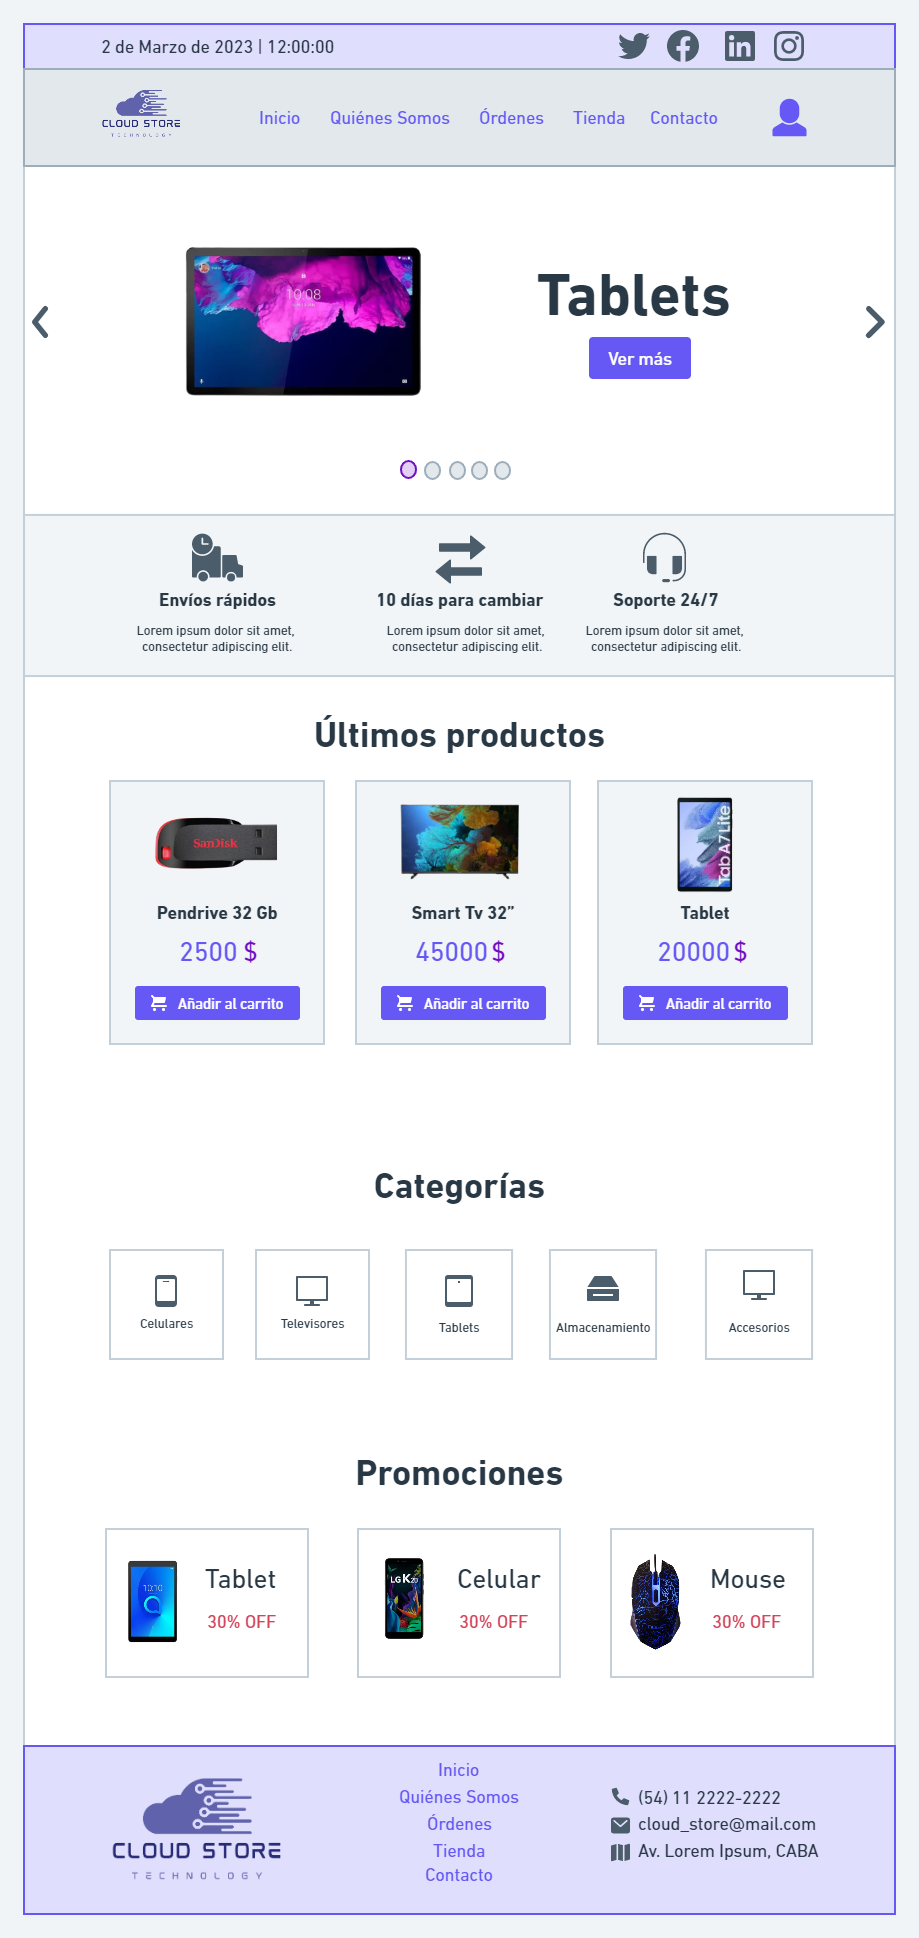 2 de Marzo de 2023 | 12:00:00
CLOUD STORE
TECHNOLOGY
Inicio
Quiénes Somos
Órdenes
Tienda
Contacto
10:08
Tablets
Ver más
Envíos rápidos
Lorem ipsum dolor sit amet,
consectetur adipiscing elit.
10 días para cambiar
Lorem ipsum dolor sit amet,
consectetur adipiscing elit.
Soporte 24/7
Lorem ipsum dolor sit amet,
consectetur adipiscing elit.
Últimos productos
SanDisk
Pendrive 32 Gb
2500 $
Añadir al carrito
Smart Tv 32”
45000 $
Añadir al carrito
Tab A7 Lite
Tablet
20000 $
Añadir al carrito
Categorías
Celulares
Televisores
Tablets
Almacenamiento
Accesorios
Promociones
10:10
Tablet
30% OFF
LG K20
Celular
30% OFF
Mouse
30% OFF
CLOUD STORE
TECHNOLOGY
Inicio
Quiénes Somos
Órdenes
Tienda
Contacto
(54) 11 2222-2222
cloud_store@mail.com
Av. Lorem Ipsum, CABA